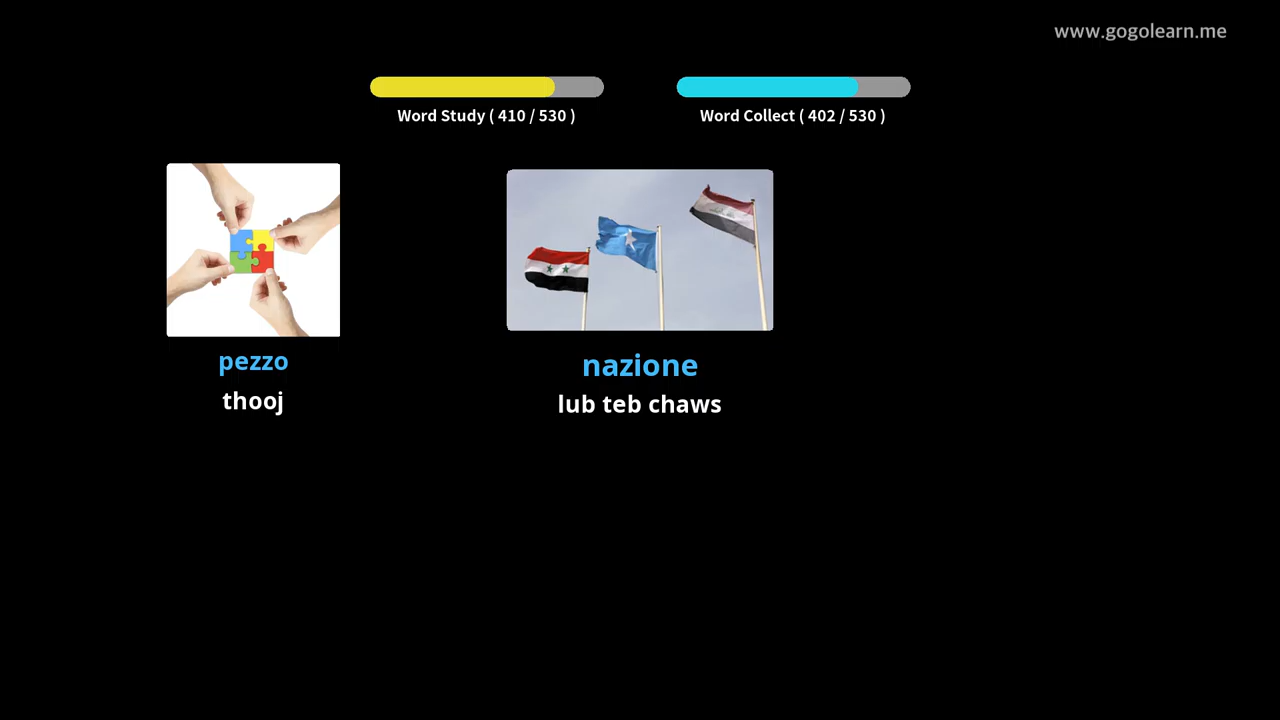 www.gogolearn.me
Word Study ( 410 / 530 )
Word Collect ( 402 / 530 )
pezzo
thooj
nazione
lub teb chaws